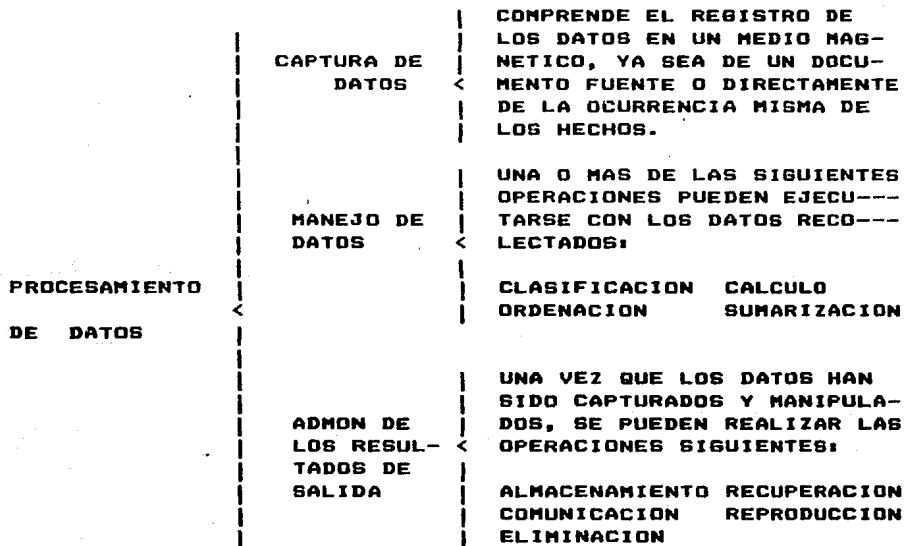 PROCESAMIENTO
DE DATOS
CAPTURA DE
DATOS
COMPRENDE EL REGISTRO DE
LOS DATOS EN UN MEDIO MAG-
NETICO, YA SEA DE UN DOCU-
MENTO FUENTE O DIRECTAMENTE
DE LA OCURRENCIA MISMA DE
LOS HECHOS.
MANEJO DE
DATOS
UNA O MAS DE LAS SIGUIENTES
OPERACIONES PUEDEN EJECU---
TARSE CON LOS DATOS RECO---
LECTADOS:
CLASIFICACION CALCULO
ORDENACION SUMARIZACION
ADMON DE
LOS RESUL-
TADOS DE
SALIDA
UNA VEZ QUE LOS DATOS HAN
SIDO CAPTURADOS Y MANIPULA-
DOS, SE PUEDEN REALIZAR LAS
OPERACIONES SIGUIENTES:
ALMACENAMIENTO RECUPERACION
COMUNICACION REPRODUCCION
ELIMINACION